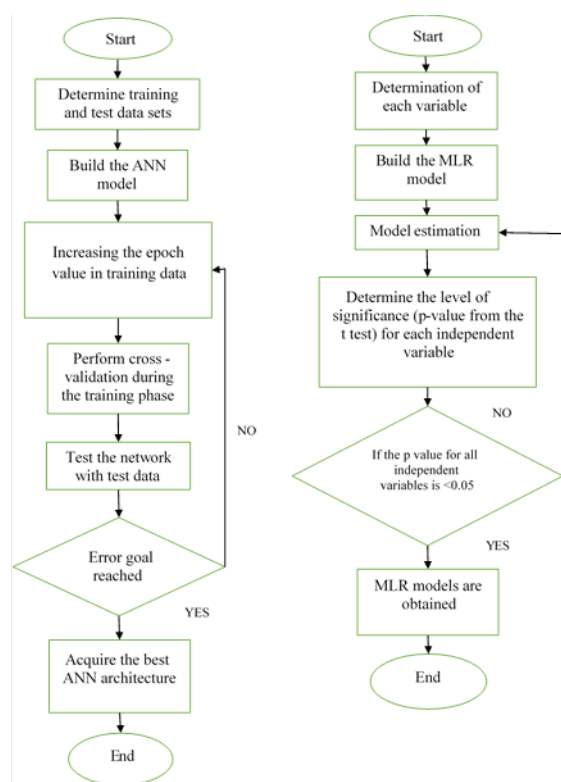 Start
Determine training
and test data sets
Build the ANN
model
Increasing the epoch
value in training data
Perform cross -
validation during
the training phase
NO
Test the network
with test data
Error goal
reached
YES
Acquire the best
ANN architecture
End
Start
Determination of
each variable
Build the MLR
model
Model estimation
Determine the level of
significance (p-value from the
t test) for each independent
variable
NO
If the p value for all
independent
variables is <0.05
YES
MLR models are
obtained
End